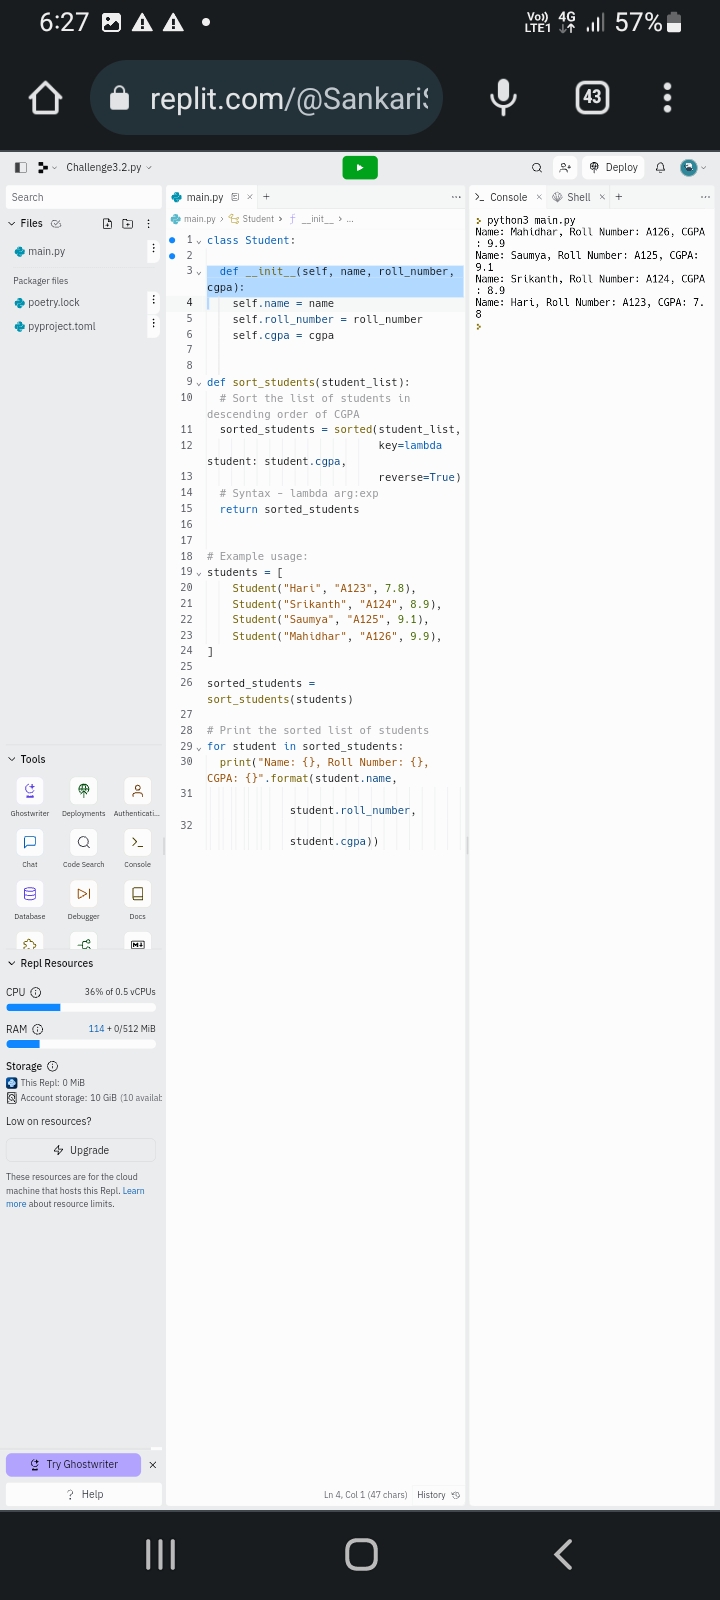 6:27
Vo)) LTE1 4G 57%
replit.com/@SankariS
43
Challenge3.2.py
Deploy
Search
Files
main.py
Packager files
poetry.lock
pyproject.toml
Tools
Ghostwriter Deployments Authenticati...
Chat Code Search Console
Database Debugger Docs
Repl Resources
CPU 36% of 0.5 vCPUs
RAM 114 + 0/512 MiB
Storage
This Repl: 0 MiB
Account storage: 10 GiB (10 availab
Low on resources?
Upgrade
These resources are for the cloud
machine that hosts this Repl. Learn
more about resource limits.
Try Ghostwriter
Help
main.py
main.py > Student > f __init__ > ...
1 class Student:
2
3 def __init__(self, name, roll_number,
cgpa):
4 self.name = name
5 self.roll_number = roll_number
6 self.cgpa = cgpa
7
8
9 def sort_students(student_list):
10 # Sort the list of students in
descending order of CGPA
11 sorted_students = sorted(student_list,
12 key=lambda
student: student.cgpa,
13 reverse=True)
14 # Syntax - lambda arg:exp
15 return sorted_students
16
17
18 # Example usage:
19 students = [
20 Student("Hari", "A123", 7.8),
21 Student("Srikanth", "A124", 8.9),
22 Student("Saumya", "A125", 9.1),
23 Student("Mahidhar", "A126", 9.9),
24 ]
25
26 sorted_students =
sort_students(students)
27
28 # Print the sorted list of students
29 for student in sorted_students:
30 print("Name: {}, Roll Number: {},
CGPA: {}".format(student.name,
31
student.roll_number,
32
student.cgpa))
Ln 4, Col 1 (47 chars) History
Console Shell
python3 main.py
Name: Mahidhar, Roll Number: A126, CGPA
: 9.9
Name: Saumya, Roll Number: A125, CGPA:
9.1
Name: Srikanth, Roll Number: A124, CGPA
: 8.9
Name: Hari, Roll Number: A123, CGPA: 7.
8